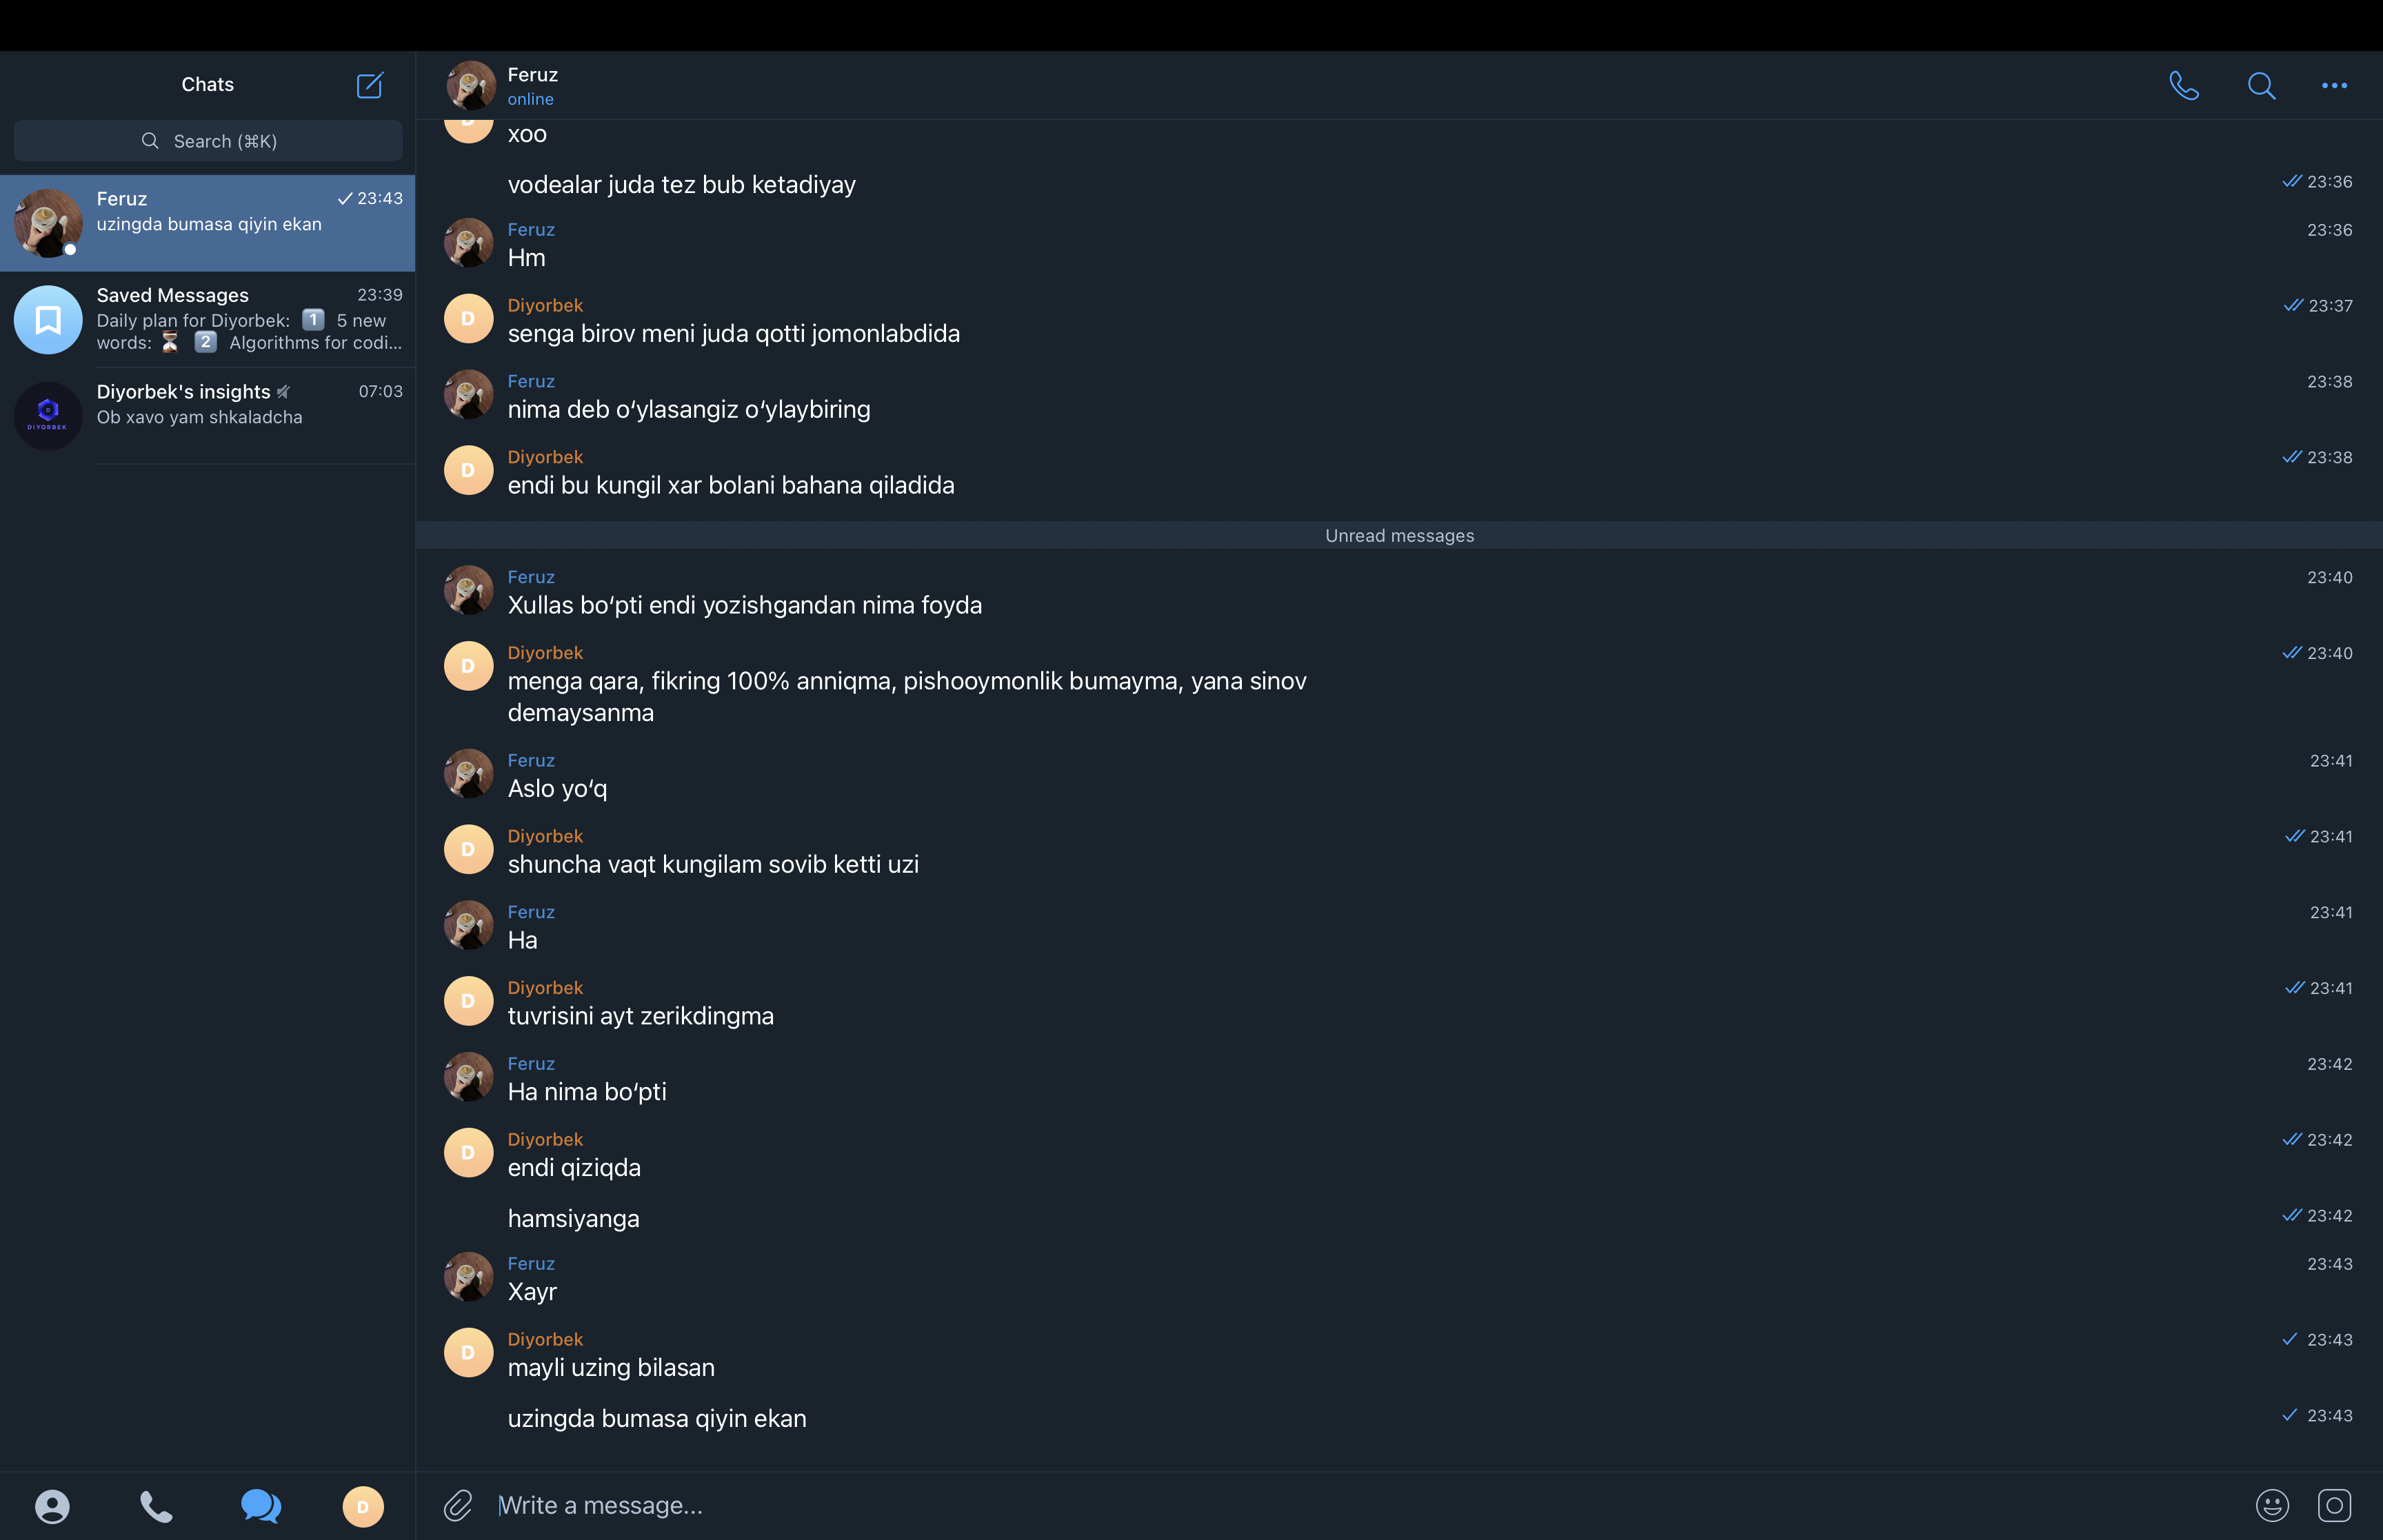 Chats
Search (⌘K)
Feruz
23:43
uzingda bumasa qiyin ekan
Saved Messages
23:39
Daily plan for Diyorbek: 1️⃣ 5 new
words: ⏳ 2️⃣ Algorithms for codi...
Diyorbek's insights
07:03
Ob xavo yam shkaladcha
D
DIYORBEK
Feruz
online
xoo
vodealar juda tez bub ketadiyay
23:36
Feruz
23:36
Hm
D
Diyorbek
23:37
senga birov meni juda qotti jomonlabdida
Feruz
23:38
nima deb oʻylasangiz oʻylaybiring
D
Diyorbek
23:38
endi bu kungil xar bolani bahana qiladida
Unread messages
Feruz
23:40
Xullas boʻpti endi yozishgandan nima foyda
D
Diyorbek
23:40
menga qara, fikring 100% anniqma, pishooymonlik bumayma, yana sinov
demaysanma
Feruz
23:41
Aslo yoʻq
D
Diyorbek
23:41
shuncha vaqt kungilam sovib ketti uzi
Feruz
23:41
Ha
D
Diyorbek
23:41
tuvrisini ayt zerikdingma
Feruz
23:42
Ha nima boʻpti
D
Diyorbek
23:42
endi qiziqda
hamsiyanga
23:42
Feruz
23:43
Xayr
D
Diyorbek
23:43
mayli uzing bilasan
uzingda bumasa qiyin ekan
23:43
D
Write a message...